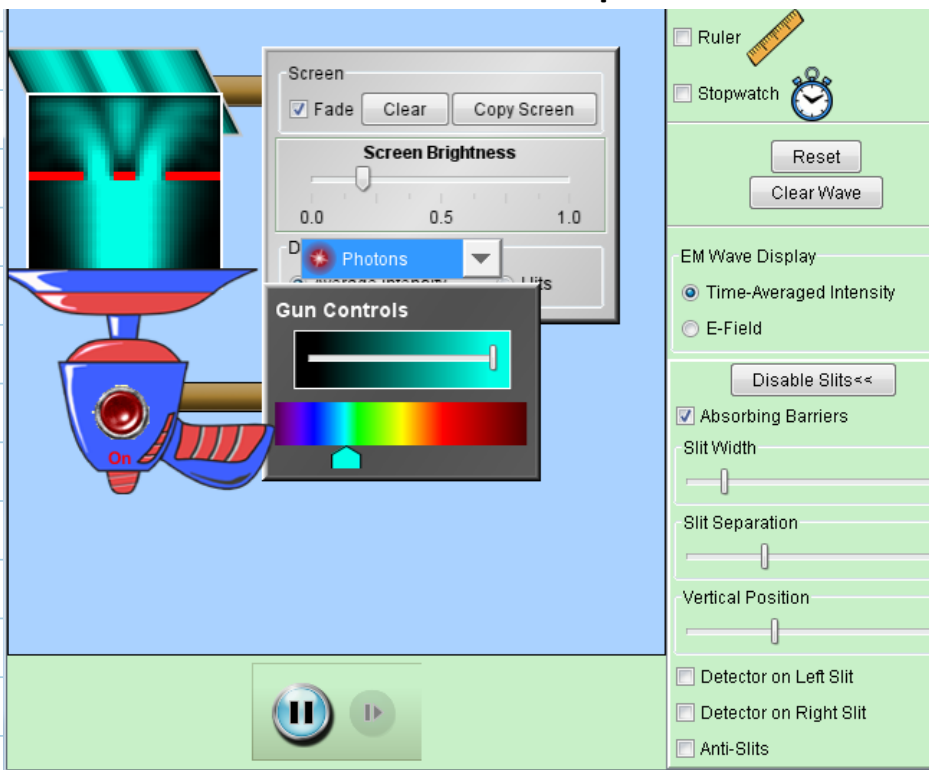 Screen
Fade Clear Copy Screen
Screen Brightness
0.0 0.5 1.0
Photons
Gun Controls
On
Ruler
Stopwatch
Reset
Clear Wave
EM Wave Display
Time-Averaged Intensity
E-Field
Disable Slits<<
Absorbing Barriers
Slit Width
Slit Separation
Vertical Position
Detector on Left Slit
Detector on Right Slit
Anti-Slits